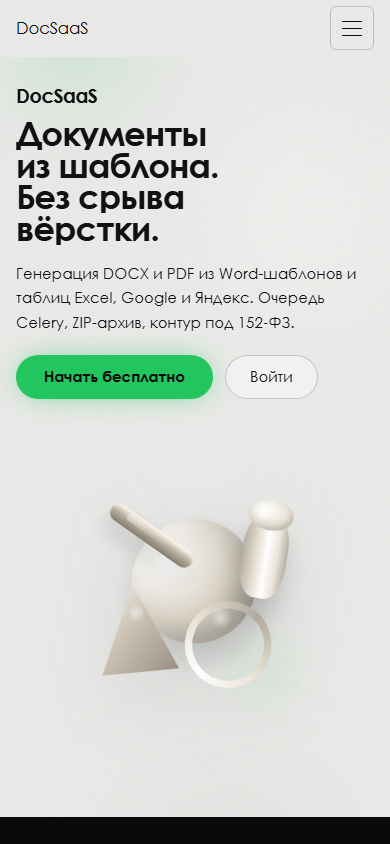 DocSaaS
DocSaaS
Документы
из шаблона.
Без срыва
вёрстки.
Генерация DOCX и PDF из Word-шаблонов и
таблиц Excel, Google и Яндекс. Очередь
Celery, ZIP-архив, контур под 152-ФЗ.
Начать бесплатно
Войти